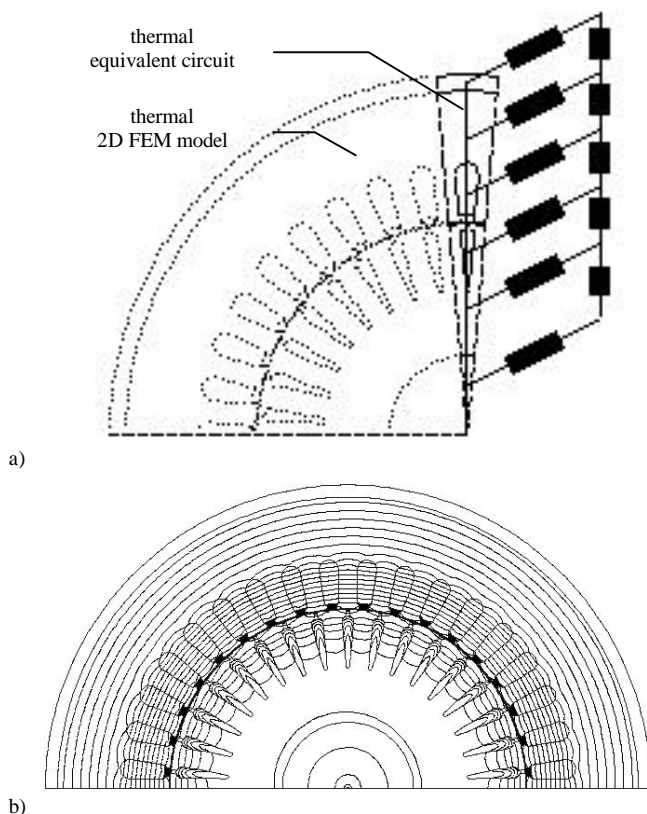 thermal
equivalent circuit
thermal
2D FEM model
a)
b)